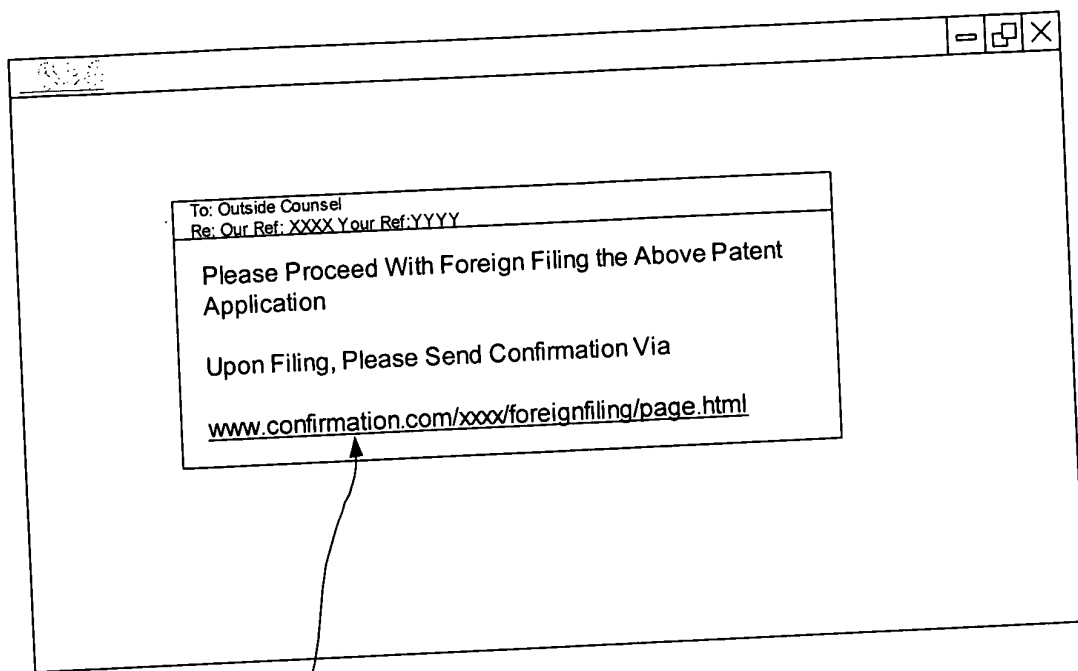 To: Outside Counsel
Re: Our Ref: XXXX Your Ref:YYYY
Please Proceed With Foreign Filing the Above Patent
Application
Upon Filing, Please Send Confirmation Via
www.confirmation.com/xxxx/foreignfiling/page.html